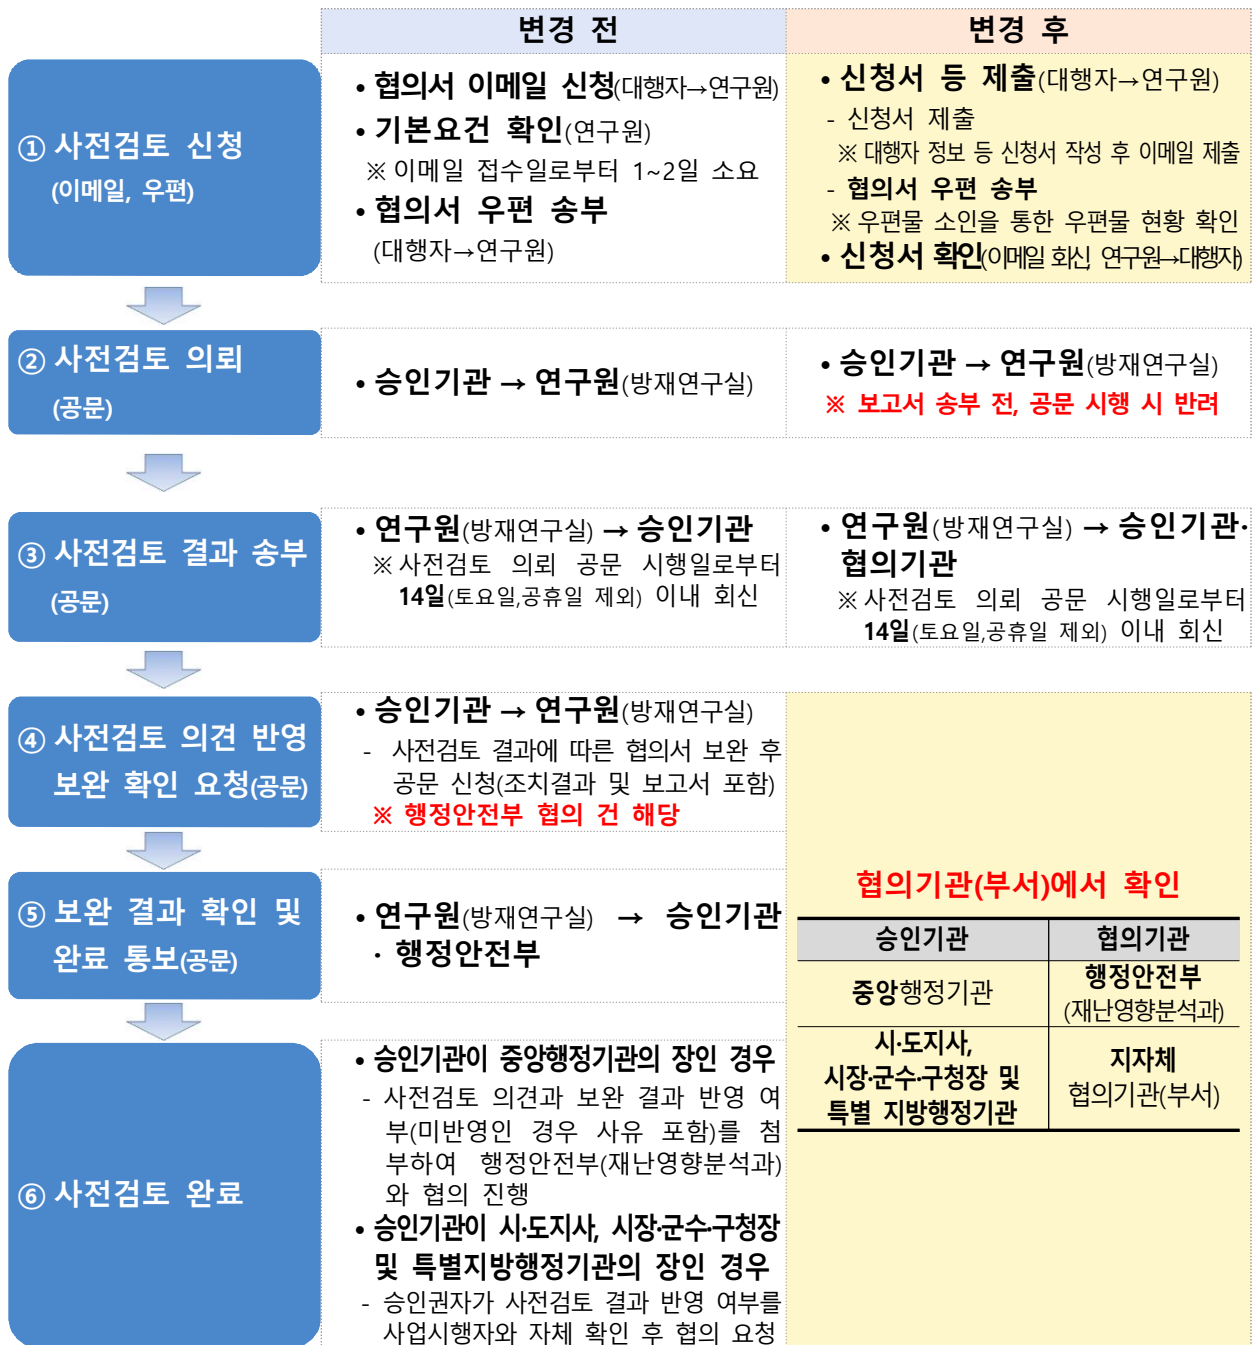 변경 전
변경 후
① 사전검토 신청
(이메일, 우편)
• 협의서 이메일 신청(대행자→연구원)
• 기본요건 확인(연구원)
※ 이메일 접수일로부터 1~2일 소요
• 협의서 우편 송부
(대행자→연구원)
• 신청서 등 제출(대행자→연구원)
- 신청서 제출
※ 대행자 정보 등 신청서 작성 후 이메일 제출
- 협의서 우편 송부
※ 우편물 소인을 통한 우편물 현황 확인
• 신청서 확인(이메일 회신, 연구원→대행자)
② 사전검토 의뢰
(공문)
• 승인기관 → 연구원(방재연구실)
• 승인기관 → 연구원(방재연구실)
※ 보고서 송부 전, 공문 시행 시 반려
③ 사전검토 결과 송부
(공문)
• 연구원(방재연구실) → 승인기관
※ 사전검토 의뢰 공문 시행일로부터
14일(토요일,공휴일 제외) 이내 회신
• 연구원(방재연구실) → 승인기관·
협의기관
※ 사전검토 의뢰 공문 시행일로부터
14일(토요일,공휴일 제외) 이내 회신
④ 사전검토 의견 반영
보완 확인 요청(공문)
• 승인기관 → 연구원(방재연구실)
- 사전검토 결과에 따른 협의서 보완 후
공문 신청(조치결과 및 보고서 포함)
※ 행정안전부 협의 건 해당
⑤ 보완 결과 확인 및
완료 통보(공문)
• 연구원(방재연구실) → 승인기관
· 행정안전부
⑥ 사전검토 완료
• 승인기관이 중앙행정기관의 장인 경우
- 사전검토 의견과 보완 결과 반영 여
부(미반영인 경우 사유 포함)를 첨
부하여 행정안전부(재난영향분석과)
와 협의 진행
• 승인기관이 시·도지사, 시장·군수·구청장
및 특별지방행정기관의 장인 경우
- 승인권자가 사전검토 결과 반영 여부를
사업시행자와 자체 확인 후 협의 요청
협의기관(부서)에서 확인
승인기관
협의기관
중앙행정기관
행정안전부
(재난영향분석과)
시·도지사,
시장·군수·구청장 및
특별 지방행정기관
지자체
협의기관(부서)